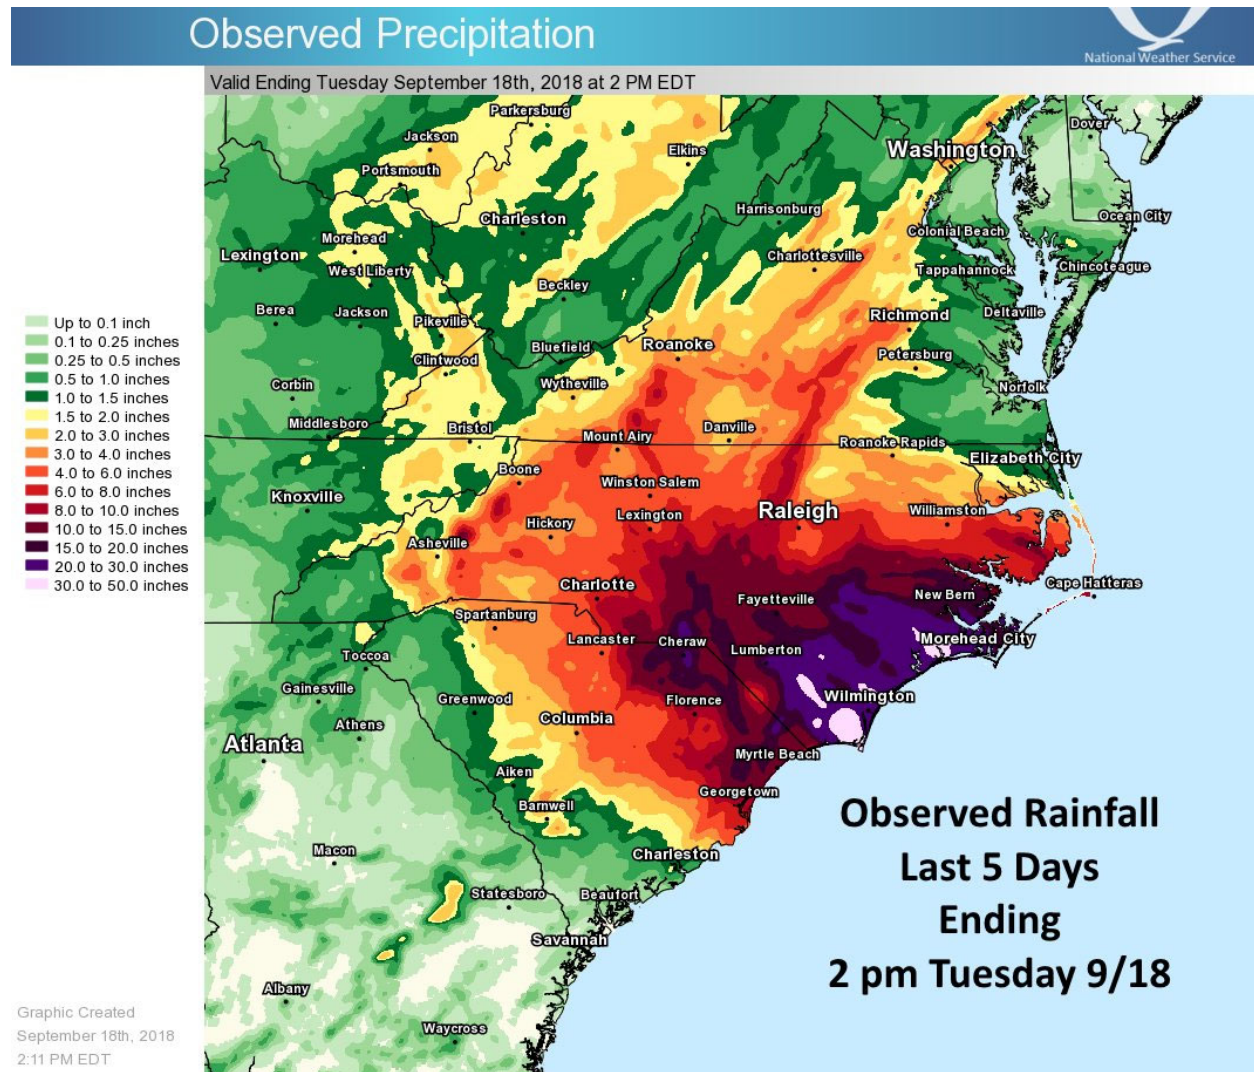 Observed Precipitation
National Weather Service
Valid Ending Tuesday September 18th, 2018 at 2 PM EDT
Parkersburg
Dover
Jackson
Elkins
Washington
Portsmouth
Harrisonburg
Ocean City
Charleston
Colonial Beach
Morehead
Lexington
Charlottesville
West Liberty
Tappahannock
Chincoteague
Beckley
Berea
Jackson
Pikeville
Richmond
Deltaville
Bluefield
Roanoke
Clintwood
Petersburg
Corbin
Wytheville
Norfolk
Middlesboro
Bristol
Mount Airy
Danville
Roanoke Rapids
Elizabeth City
Boone
Knoxville
Winston Salem
Hickory
Lexington
Raleigh
Williamston
Asheville
Charlotte
Cape Hatteras
Fayetteville
New Bern
Spartanburg
Lancaster
Cheraw
Morehead City
Lumberton
Toccoa
Gainesville
Greenwood
Florence
Wilmington
Athens
Columbia
Atlanta
Myrtle Beach
Aiken
Georgetown
Barnwell
Macon
Charleston
Statesboro
Beaufort
Savannah
Albany
Waycross
Up to 0.1 inch
0.1 to 0.25 inches
0.25 to 0.5 inches
0.5 to 1.0 inches
1.0 to 1.5 inches
1.5 to 2.0 inches
2.0 to 3.0 inches
3.0 to 4.0 inches
4.0 to 6.0 inches
6.0 to 8.0 inches
8.0 to 10.0 inches
10.0 to 15.0 inches
15.0 to 20.0 inches
20.0 to 30.0 inches
30.0 to 50.0 inches
Observed Rainfall
Last 5 Days
Ending
2 pm Tuesday 9/18
Graphic Created
September 18th, 2018
2:11 PM EDT